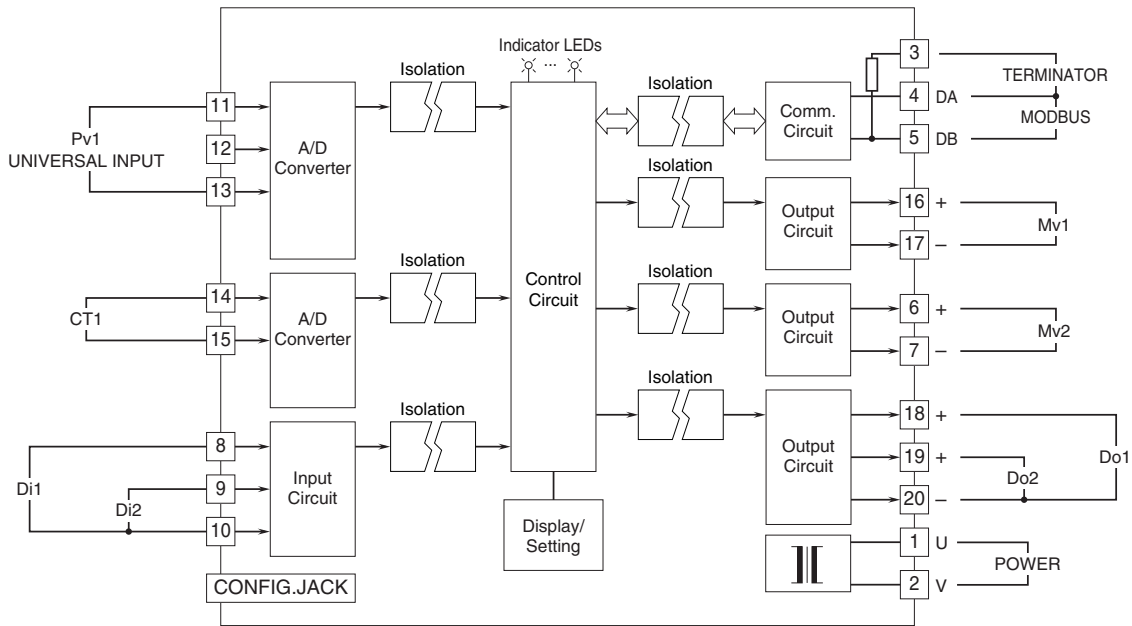 Indicator LEDs
...
Isolation
Isolation
3
TERMINATOR
11
4
DA
Comm.
Circuit
MODBUS
Pv1
UNIVERSAL INPUT
12
A/D
Converter
5
DB
13
Isolation
16
+
Output
Circuit
Mv1
17
–
Isolation
Control
Circuit
Isolation
14
CT1
A/D
Converter
6
+
Output
Circuit
Mv2
15
7
–
Isolation
Isolation
8
18
+
Di1
9
Input
Circuit
19
+
Output
Circuit
Do1
Di2
Do2
10
20
–
Display/
Setting
1
U
POWER
CONFIG.JACK
2
V